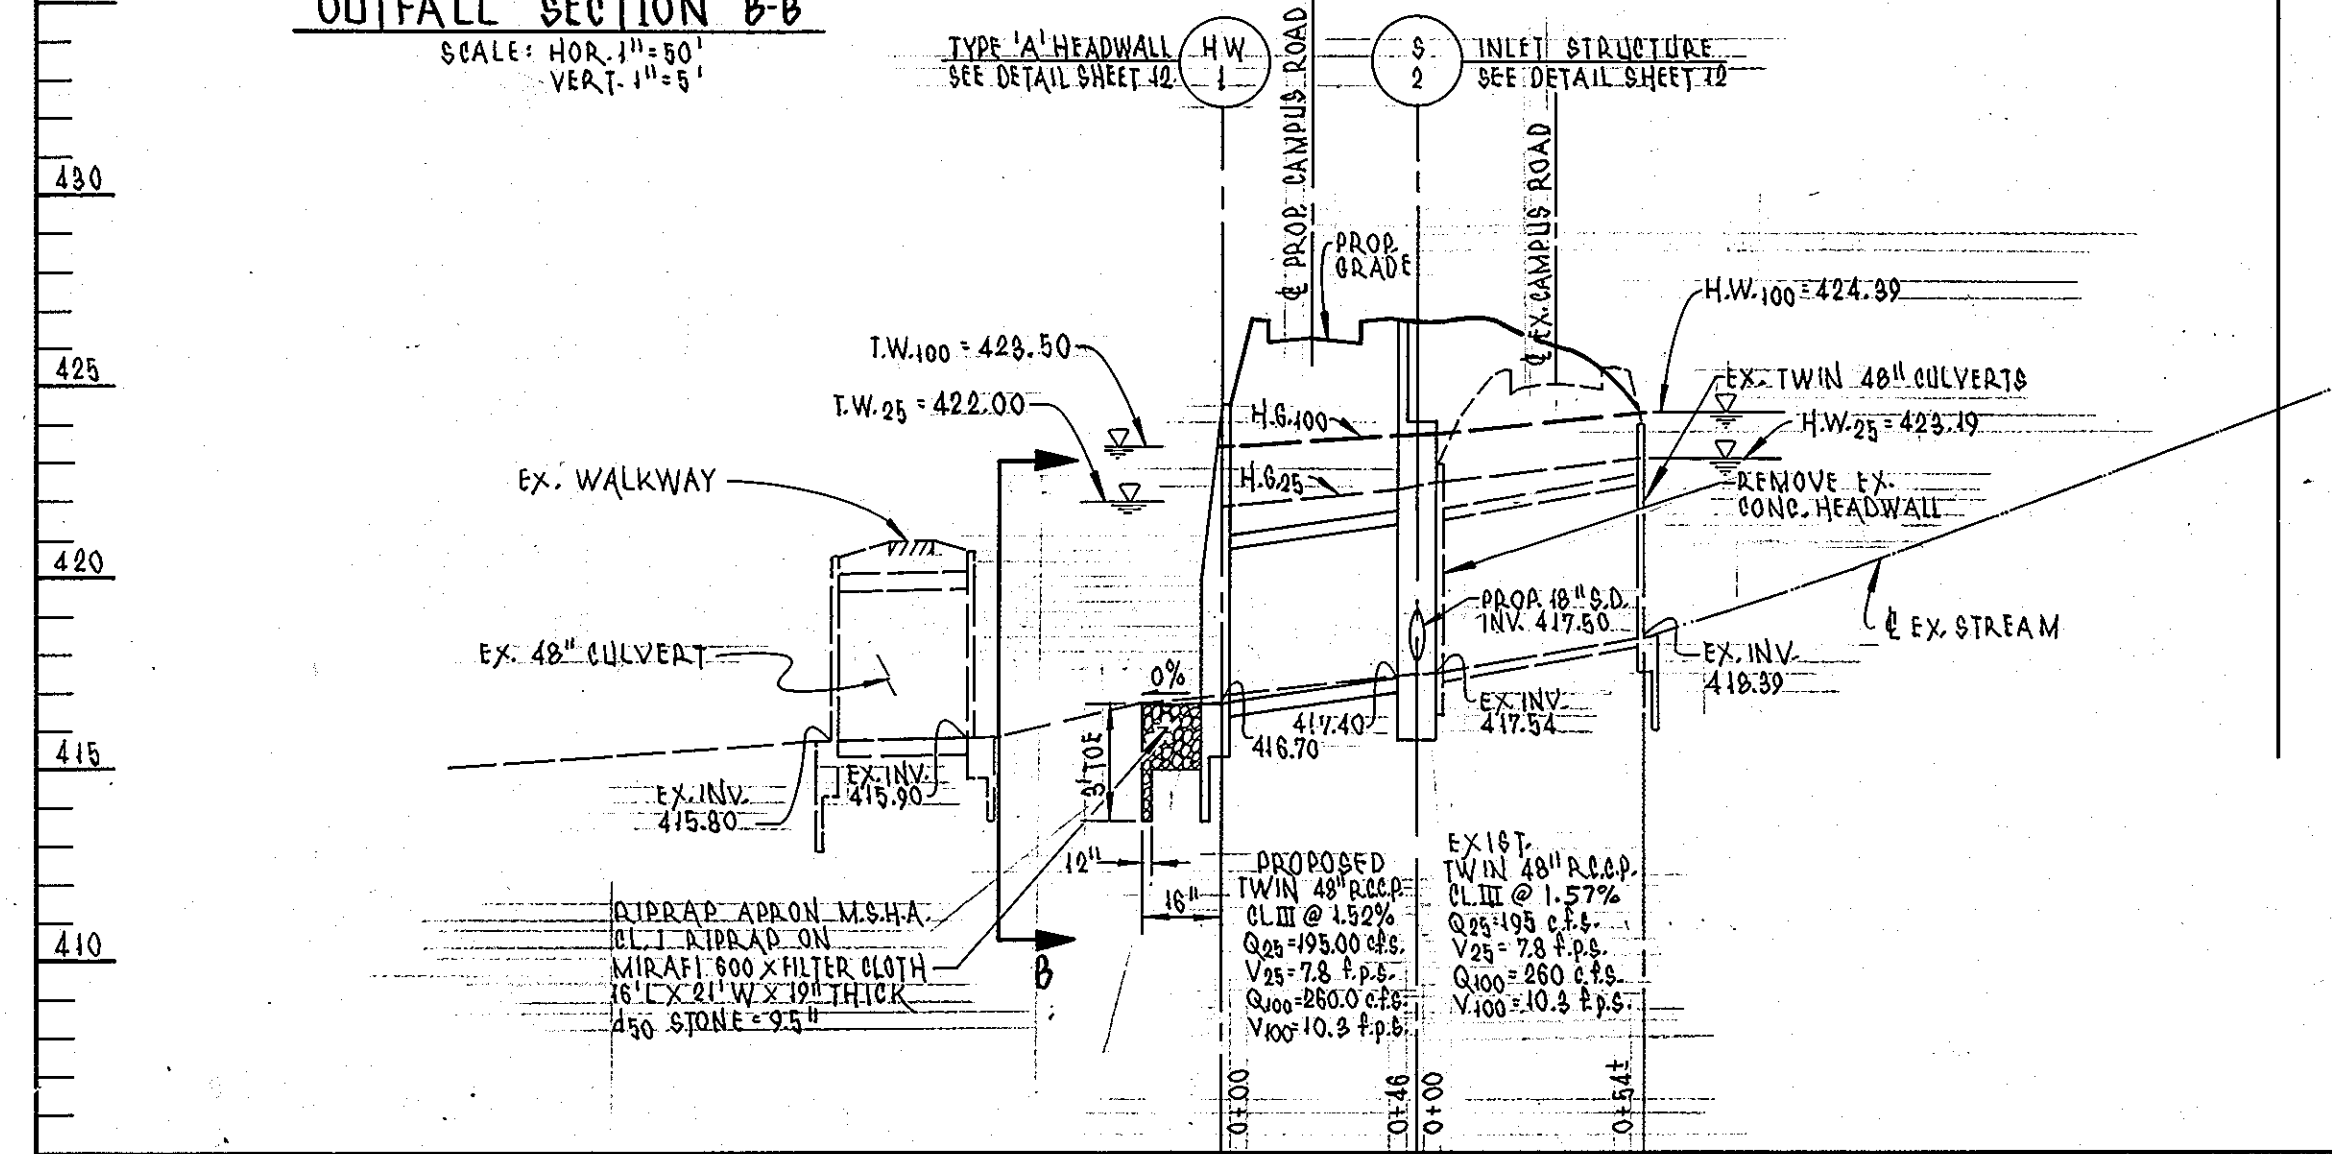 OUTFALL SECTION B-B
SCALE: HOR. 1"=50'
VERT. 1"=5'
TYPE 'A' HEADWALL
SEE DETAIL SHEET 12
HW
1
S
2
INLET STRUCTURE
SEE DETAIL SHEET 12
℄ PROP. CAMPUS ROAD
℄ EX. CAMPUS ROAD
430
425
420
415
410
PROP.
GRADE
H.W.100=424.39
T.W.100=423.50
T.W.25=422.00
H.G.100
H.G.25
EX. TWIN 48" CULVERTS
H.W.25=423.19
REMOVE EX.
CONC. HEADWALL
EX. WALKWAY
EX. 48" CULVERT
PROP. 18" S.D.
INV. 417.50
℄ EX. STREAM
EX. INV.
418.39
0%
3' TOE
417.40
416.70
EX. INV.
417.54
EX. INV.
415.80
EX. INV.
415.90
12"
16"
B
RIPRAP APRON M.S.H.A.
CL. I RIPRAP ON
MIRAFI 600 X FILTER CLOTH
16' L X 21' W X 19" THICK
d50 STONE = 9.5"
PROPOSED
TWIN 48" R.C.C.P.
CL. III @ 1.52%
Q25=195.00 c.f.s.
V25=7.8 f.p.s.
Q100=260.0 c.f.s.
V100=10.3 f.p.s.
EXIST.
TWIN 48" R.C.C.P.
CL. III @ 1.57%
Q25=195 c.f.s.
V25=7.8 f.p.s.
Q100=260 c.f.s.
V100=10.3 f.p.s.
0+00
0+46
0+00
0+54±